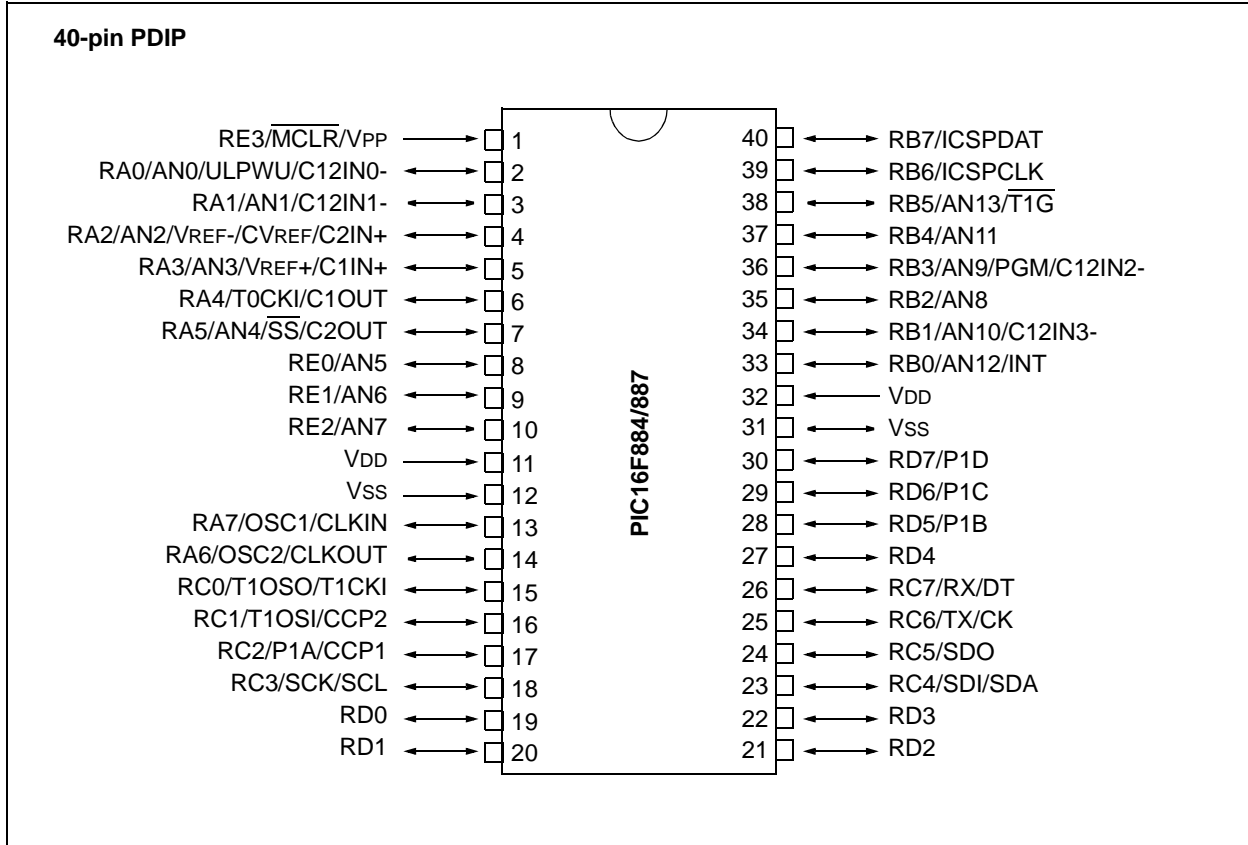 40-pin PDIP
RE3/MCLR/VPP 1 40 RB7/ICSPDAT
RA0/AN0/ULPWU/C12IN0- 2 39 RB6/ICSPCLK
RA1/AN1/C12IN1- 3 38 RB5/AN13/T1G
RA2/AN2/VREF-/CVREF/C2IN+ 4 37 RB4/AN11
RA3/AN3/VREF+/C1IN+ 5 36 RB3/AN9/PGM/C12IN2-
RA4/T0CKI/C1OUT 6 35 RB2/AN8
RA5/AN4/SS/C2OUT 7 34 RB1/AN10/C12IN3-
RE0/AN5 8 33 RB0/AN12/INT
RE1/AN6 9 32 VDD
RE2/AN7 10 31 VSS
VDD 11 30 RD7/P1D
VSS 12 29 RD6/P1C
RA7/OSC1/CLKIN 13 28 RD5/P1B
RA6/OSC2/CLKOUT 14 27 RD4
RC0/T1OSO/T1CKI 15 26 RC7/RX/DT
RC1/T1OSI/CCP2 16 25 RC6/TX/CK
RC2/P1A/CCP1 17 24 RC5/SDO
RC3/SCK/SCL 18 23 RC4/SDI/SDA
RD0 19 22 RD3
RD1 20 21 RD2
PIC16F884/887